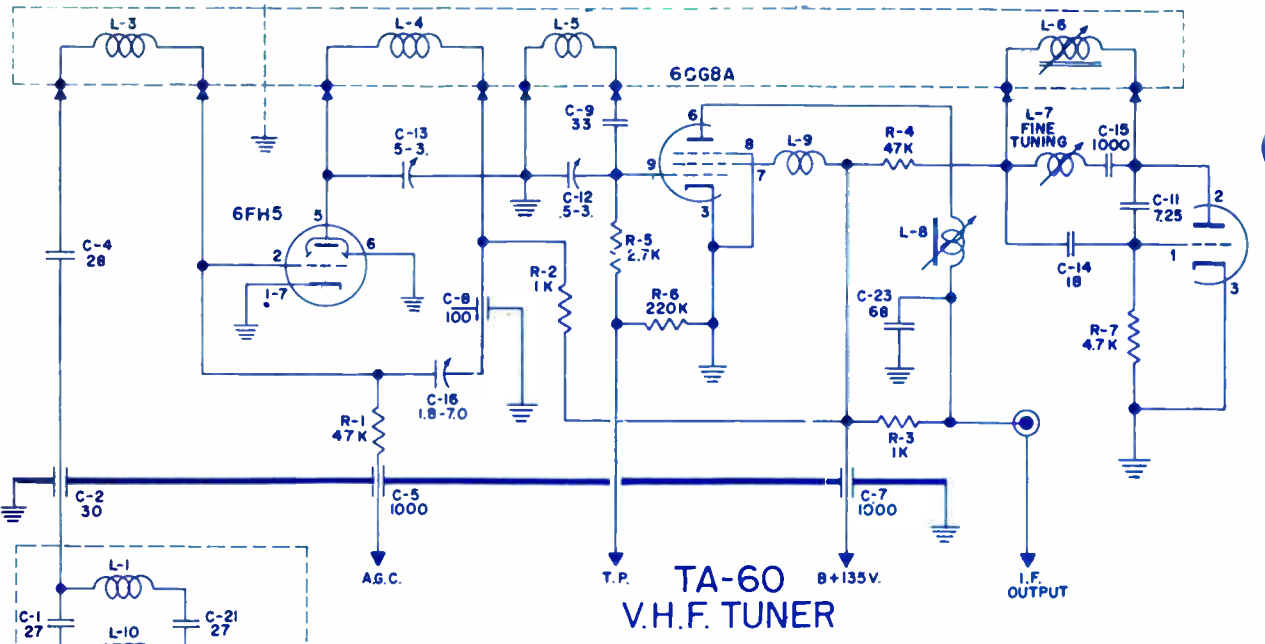 L-3
L-4
L-5
L-6
6CG8A
C-9
33
C-13
.5-3.
L-7
FINE
TUNING
C-15
1000
6
8
7
9
3
L-9
R-4
47K
C-12
.5-3.
6FH5
5
6
2
1-7
C-4
28
R-5
2.7K
L-8
C-11
7.25
2
1
3
C-14
18
R-2
1K
R-6
220K
C-8
100
C-23
68
R-7
4.7K
C-16
1.8-7.0
R-1
47K
R-3
1K
C-2
30
C-5
1000
C-7
1000
A.G.C.
T.P.
TA-60
V.H.F. TUNER
B+135V.
I.F.
OUTPUT
L-1
C-1
27
L-10
C-21
27